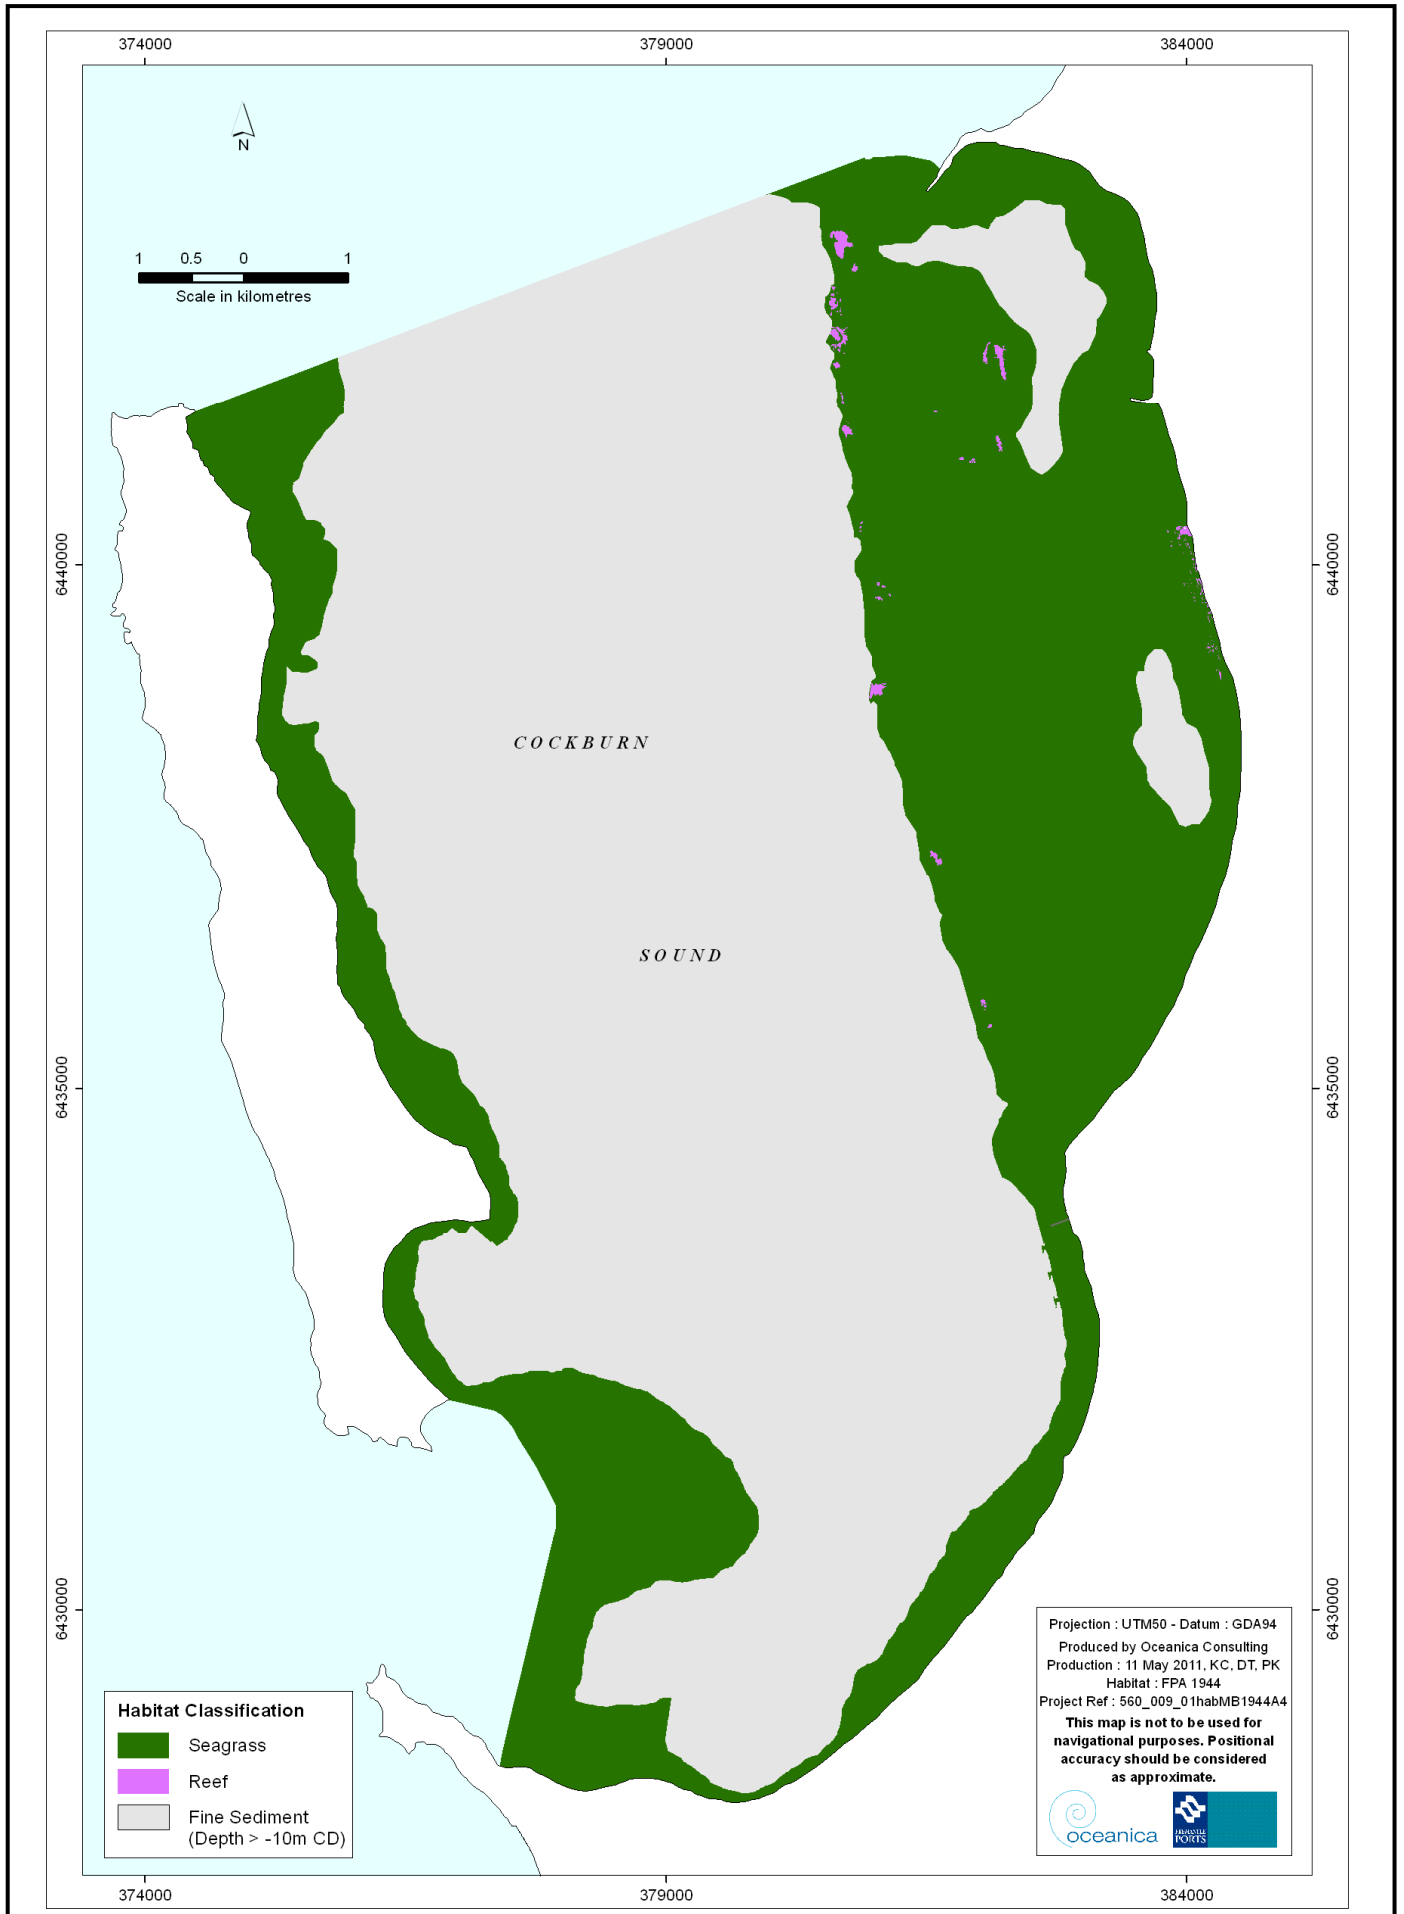 374000
379000
384000
N
1 0.5 0 1
Scale in kilometres
6440000
6440000
COCKBURN
SOUND
6435000
6435000
6430000
6430000
Projection : UTM50 - Datum : GDA94
Produced by Oceanica Consulting
Production : 11 May 2011, KC, DT, PK
Habitat : FPA 1944
Project Ref : 560_009_01habMB1944A4
This map is not to be used for
navigational purposes. Positional
accuracy should be considered
as approximate.
oceanica
FREMANTLE
PORTS
Habitat Classification
Seagrass
Reef
Fine Sediment
(Depth > -10m CD)
374000
379000
384000